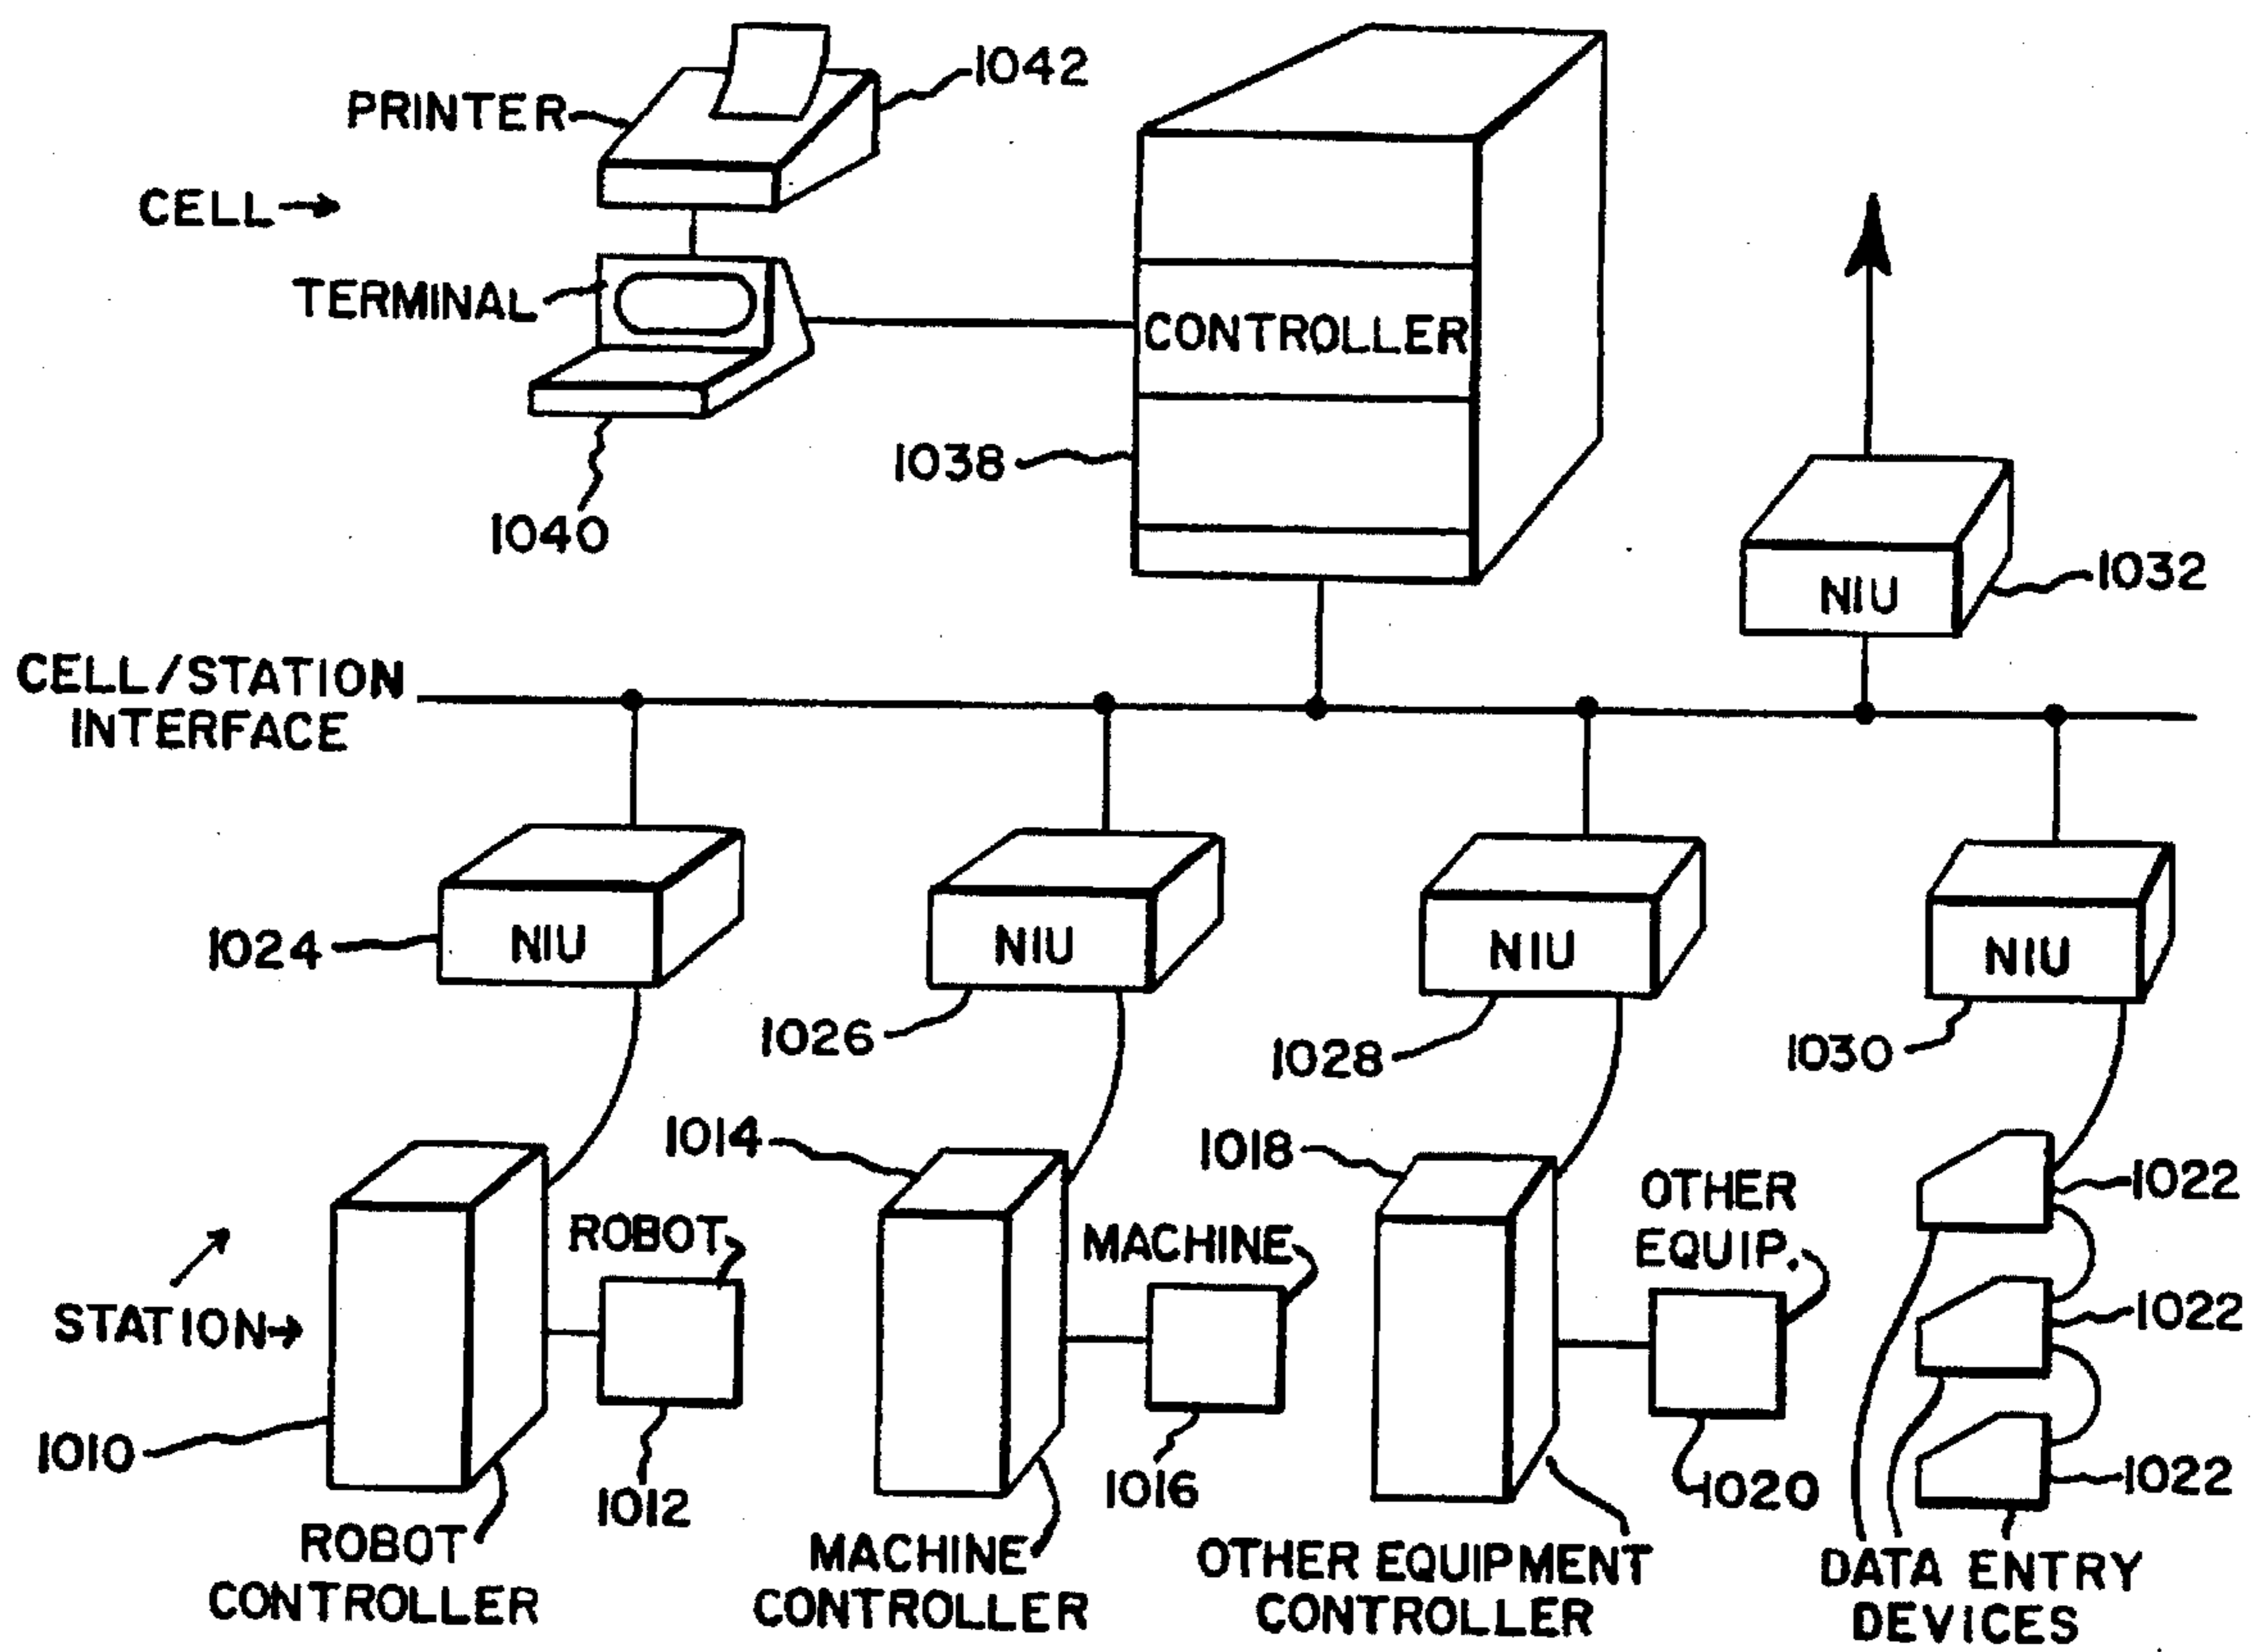 PRINTER
1042
CELL
TERMINAL
CONTROLLER
1038
1040
NIU
1032
CELL/STATION
INTERFACE
1024
NIU
NIU
NIU
NIU
1026
1028
1030
1014
1018
OTHER
EQUIP.
1022
ROBOT
MACHINE
1022
STATION
1010
1012
1016
1020
1022
ROBOT
CONTROLLER
MACHINE
CONTROLLER
OTHER EQUIPMENT
CONTROLLER
DATA ENTRY
DEVICES